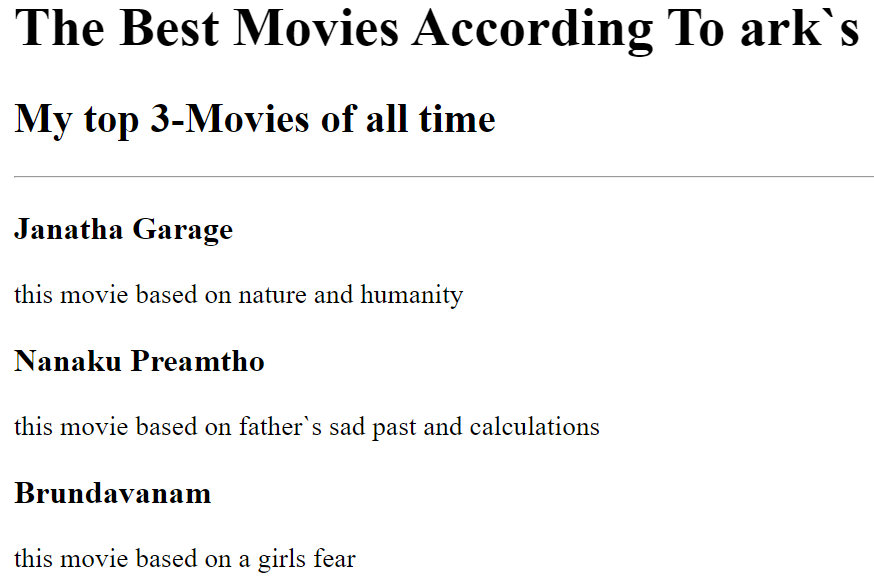 The Best Movies According To ark`s
My top 3-Movies of all time
Janatha Garage
this movie based on nature and humanity
Nanaku Preamtho
this movie based on father`s sad past and calculations
Brundavanam
this movie based on a girls fear